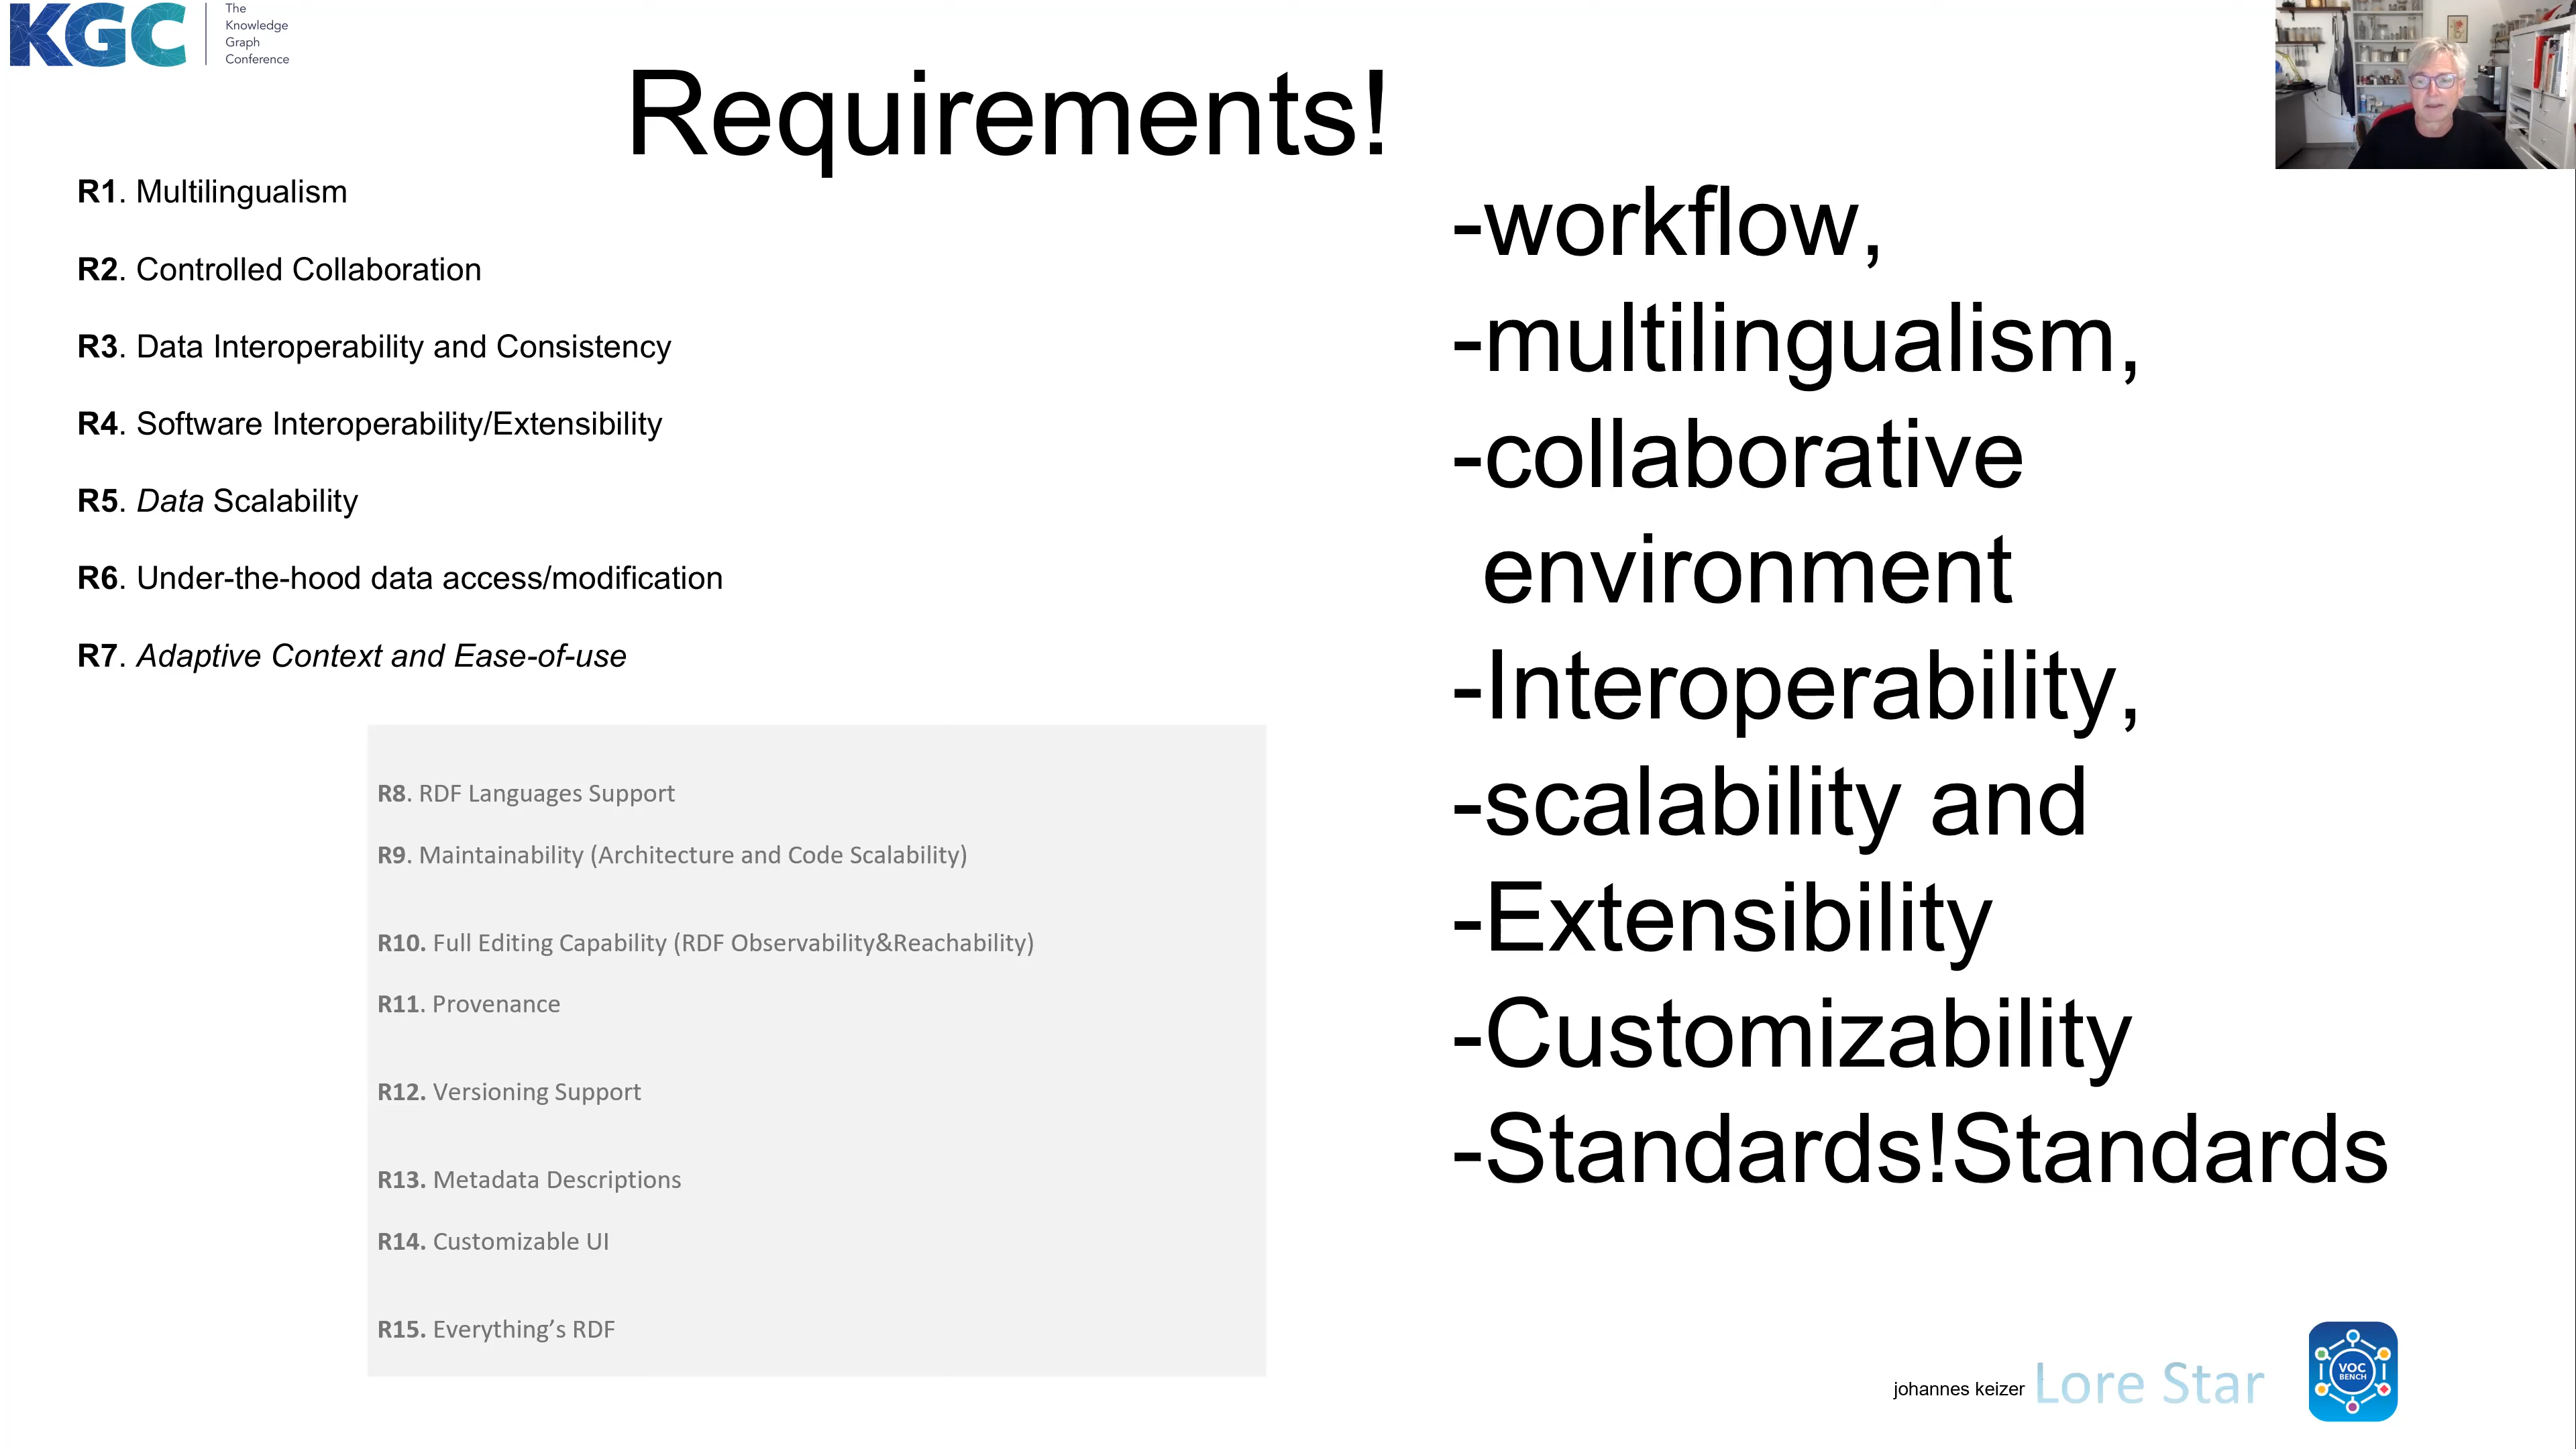 KGC
The
Knowledge
Graph
Conference
Requirements!
R1. Multilingualism
R2. Controlled Collaboration
R3. Data Interoperability and Consistency
R4. Software Interoperability/Extensibility
R5. Data Scalability
R6. Under-the-hood data access/modification
R7. Adaptive Context and Ease-of-use
R8. RDF Languages Support
R9. Maintainability (Architecture and Code Scalability)
R10. Full Editing Capability (RDF Observability&Reachability)
R11. Provenance
R12. Versioning Support
R13. Metadata Descriptions
R14. Customizable UI
R15. Everything’s RDF
-workflow,
-multilingualism,
-collaborative
environment
-Interoperability,
-scalability and
-Extensibility
-Customizability
-Standards!Standards
johannes keizer
Lore Star
VOC
BENCH